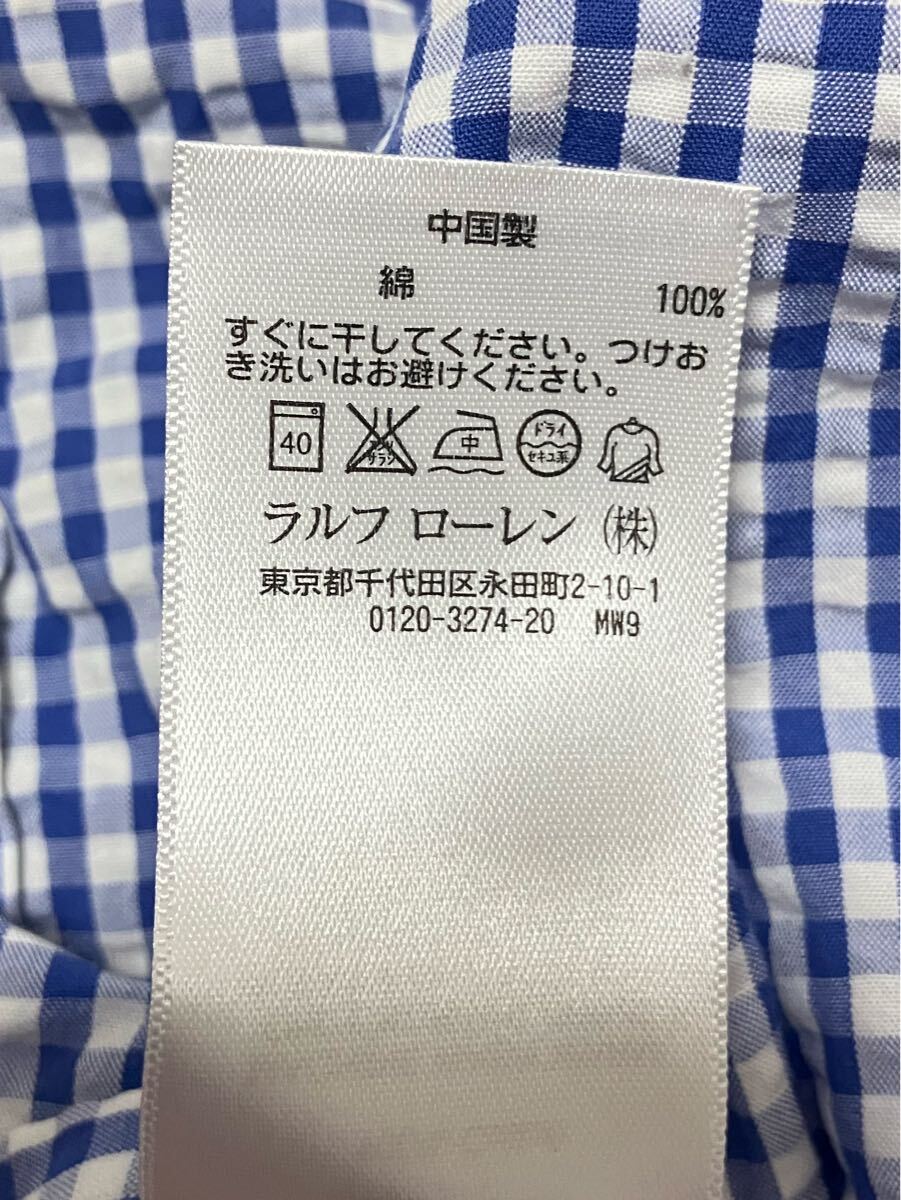 中国製
綿 100%
すぐに干してください。つけお
き洗いはお避けください。
40 サラシ 中 ドライ セキユ系
ラルフ ローレン (株)
東京都千代田区永田町2-10-1
0120-3274-20 MW9